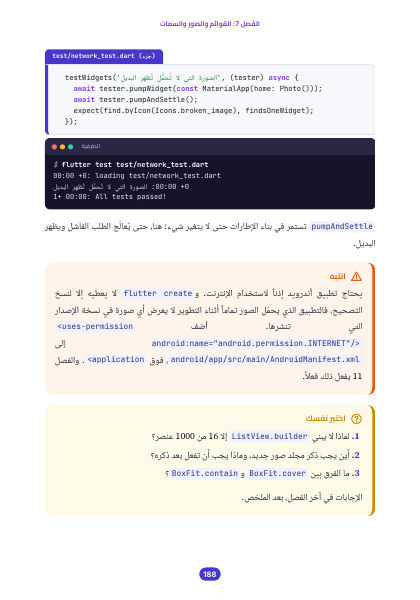 الفصل 7: القوائم والصور والسمات
test/network_test.dart (جزء)
testWidgets('الصورة التي لا تُحمَّل تُظهر البديل', (tester) async {
  await tester.pumpWidget(const MaterialApp(home: Photo()));
  await tester.pumpAndSettle();
  expect(find.byIcon(Icons.broken_image), findsOneWidget);
});
الطرفية
$ flutter test test/network_test.dart
00:00 +0: loading test/network_test.dart
00:00 +0: الصورة التي لا تُحمَّل تُظهر البديل
00:00 +1: All tests passed!
pumpAndSettle تستمر في بناء الإطارات حتى لا يتغير شيء: هنا، حتى يُعالَج الطلب الفاشل ويظهر
البديل.
انتبه
يحتاج تطبيق أندرويد إذناً لاستخدام الإنترنت. و flutter create لا يعطيه إلا لنسخ
التصحيح، فالتطبيق الذي يحمّل الصور تماماً أثناء التطوير لا يعرض أي صورة في نسخة الإصدار
التي تنشرها. أضف <uses-permission
android:name="android.permission.INTERNET"/> إلى
android/app/src/main/AndroidManifest.xml، فوق <application. والفصل
11 يفعل ذلك فعلاً.
اختبر نفسك
1. لماذا لا يبني ListView.builder إلا 16 من 1000 عنصر؟
2. أين يجب ذكر مجلد صور جديد، وماذا يجب أن تفعل بعد ذكره؟
3. ما الفرق بين BoxFit.cover و BoxFit.contain؟
الإجابات في آخر الفصل، بعد الملخص.
188